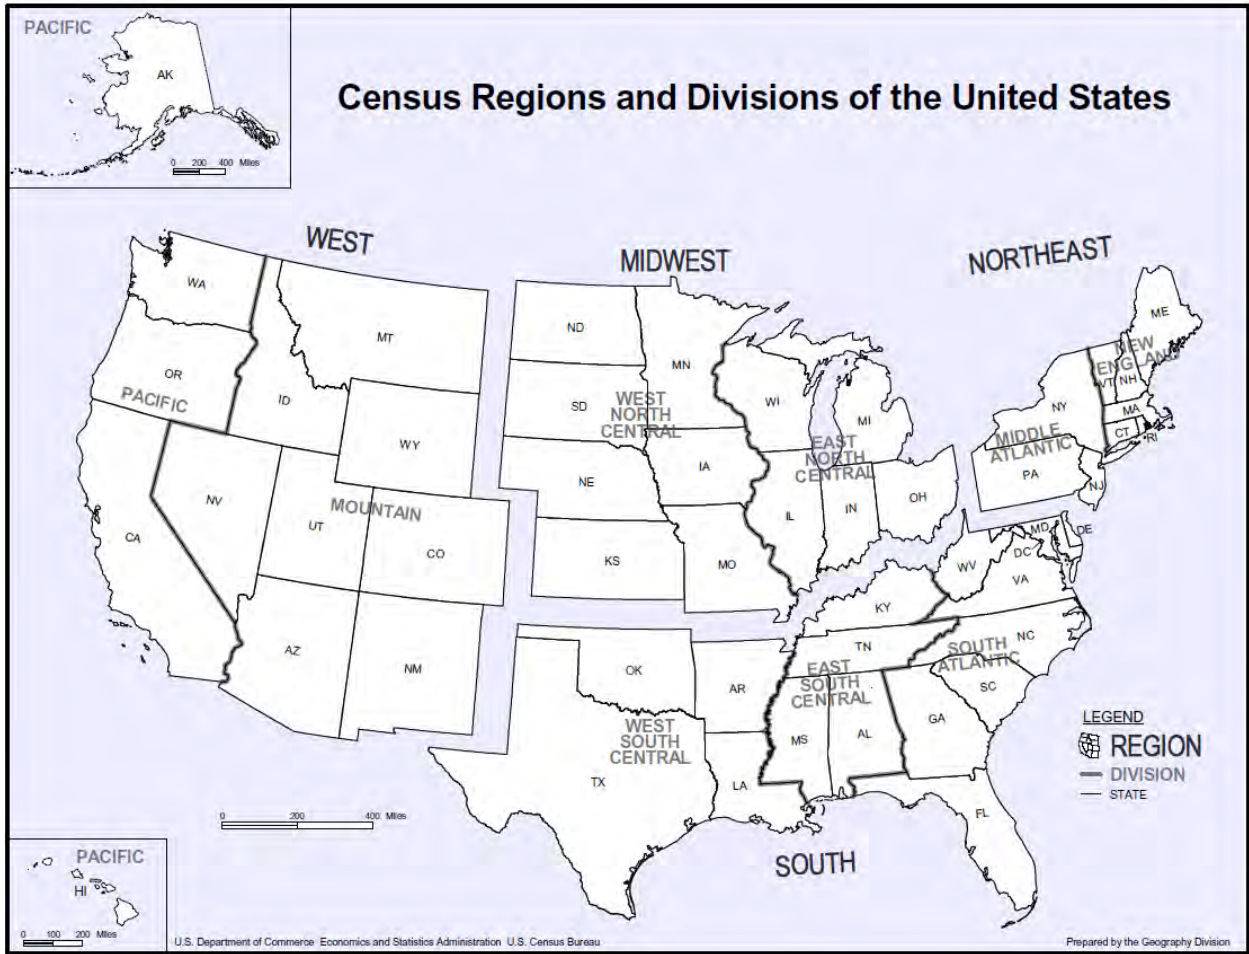 PACIFIC
AK
0 200 400 Miles
Census Regions and Divisions of the United States
WEST
MIDWEST
NORTHEAST
WA
MT
OR
ID
PACIFIC
WY
NV
UT
MOUNTAIN
CO
CA
AZ
NM
ND
MN
SD
WEST
NORTH
CENTRAL
IA
NE
KS
MO
WI
MI
EAST
NORTH
CENTRAL
IL
IN
OH
ME
NEW
ENGLAND
VT
NH
NY
MA
CT
RI
MIDDLE
ATLANTIC
PA
NJ
MD
DE
DC
WV
VA
KY
NC
TN
SOUTH
ATLANTIC
SC
EAST
SOUTH
CENTRAL
MS
AL
GA
FL
OK
AR
WEST
SOUTH
CENTRAL
TX
LA
SOUTH
0 200 400 Miles
LEGEND
REGION
DIVISION
STATE
PACIFIC
HI
0 100 200 Miles
U.S. Department of Commerce Economics and Statistics Administration U.S. Census Bureau
Prepared by the Geography Division